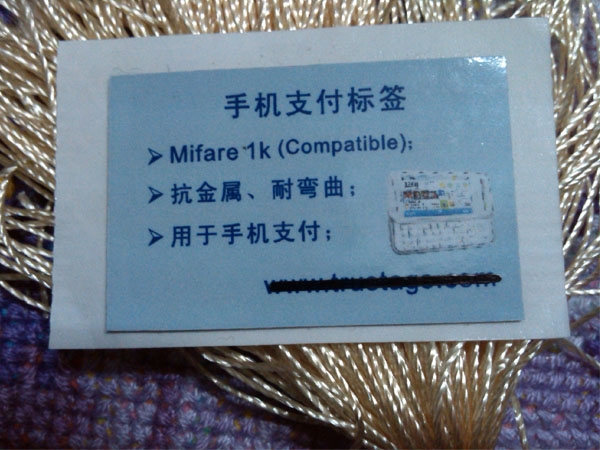 手机支付标签
➢ Mifare 1k (Compatible);
➢ 抗金属、耐弯曲；
➢ 用于手机支付；